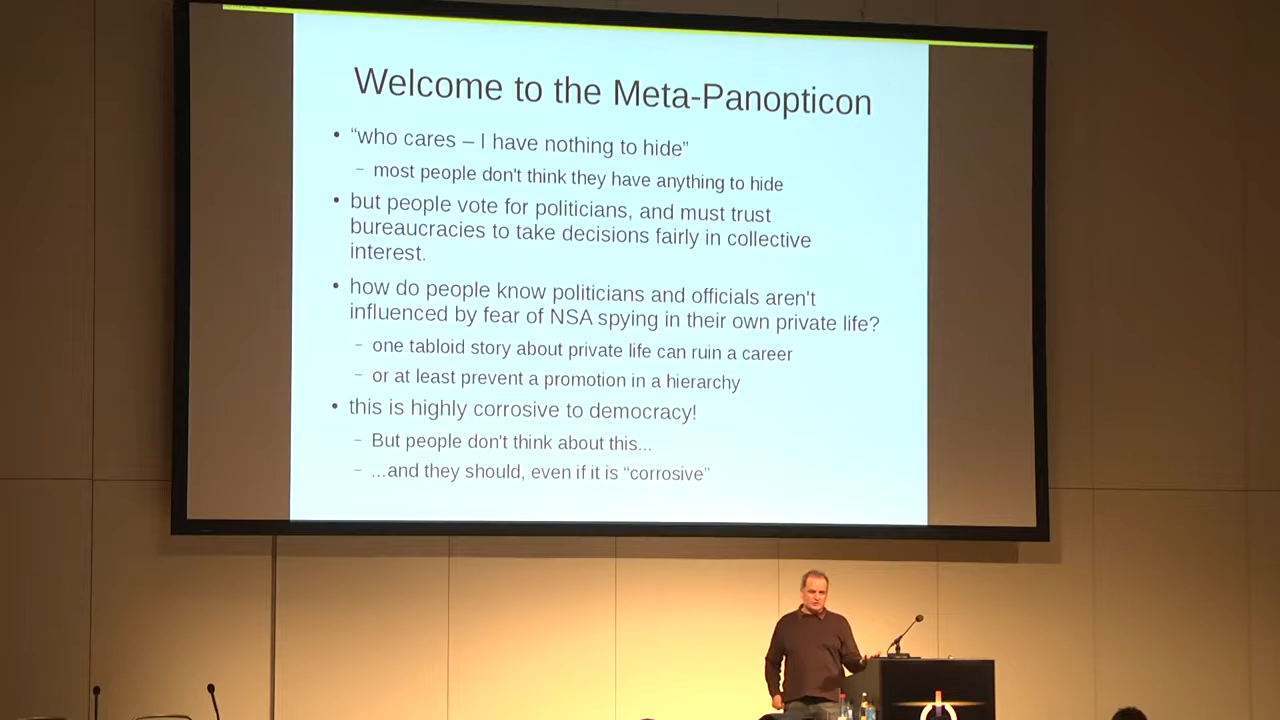 Welcome to the Meta-Panopticon
• “who cares – I have nothing to hide”
– most people don't think they have anything to hide
• but people vote for politicians, and must trust
bureaucracies to take decisions fairly in collective
interest.
• how do people know politicians and officials aren't
influenced by fear of NSA spying in their own private life?
– one tabloid story about private life can ruin a career
– or at least prevent a promotion in a hierarchy
• this is highly corrosive to democracy!
– But people don't think about this...
– ...and they should, even if it is “corrosive”